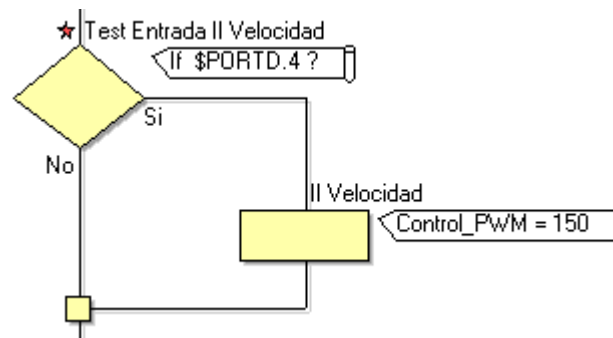 Test Entrada II Velocidad
If $PORTD.4 ?
Si
No
II Velocidad
Control_PWM = 150